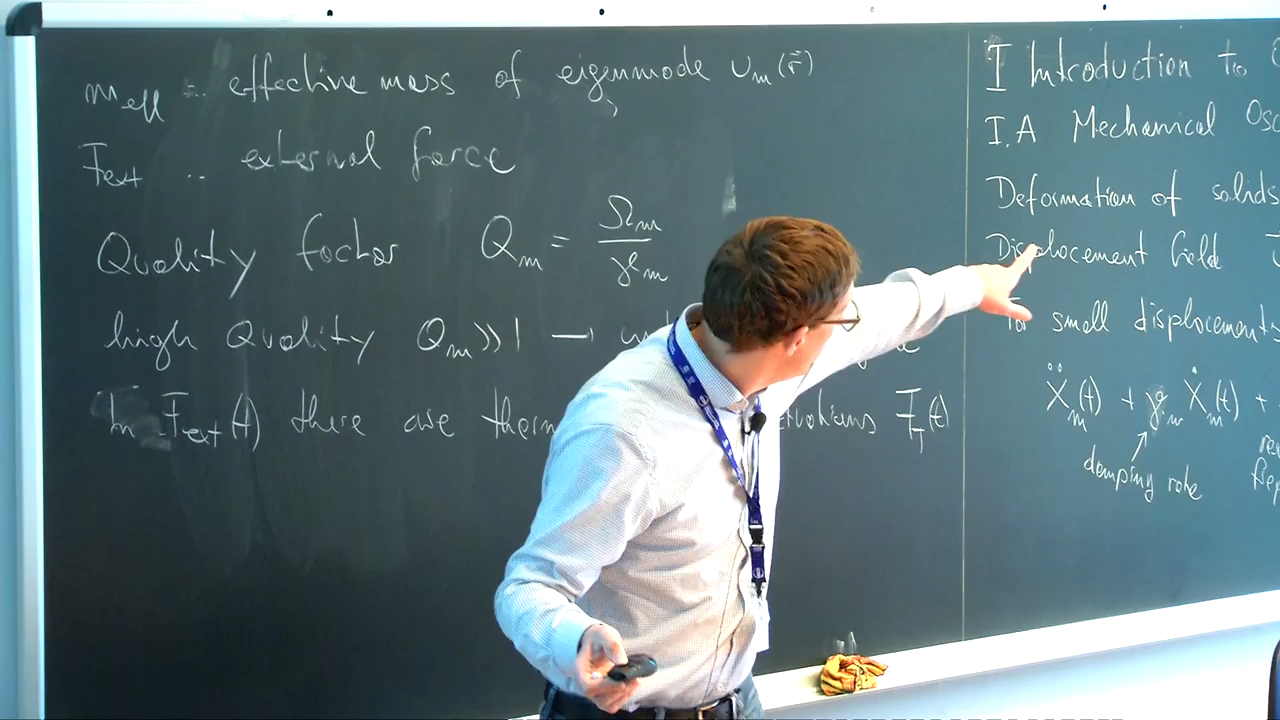 m_eff .. effective mass of eigenmode u_m(r⃗)
F_ext .. external force
Quality factor Q_m = Ω_m / γ_m
high Quality Q_m >> 1 →
In F_ext(t) there are F_T(t)
I Introduction to
I.A Mechanical Osc
Deformation of solids
Displacement field
For small displacements
Ẍ_m(t) + γ_m Ẋ_m(t) +
damping rate